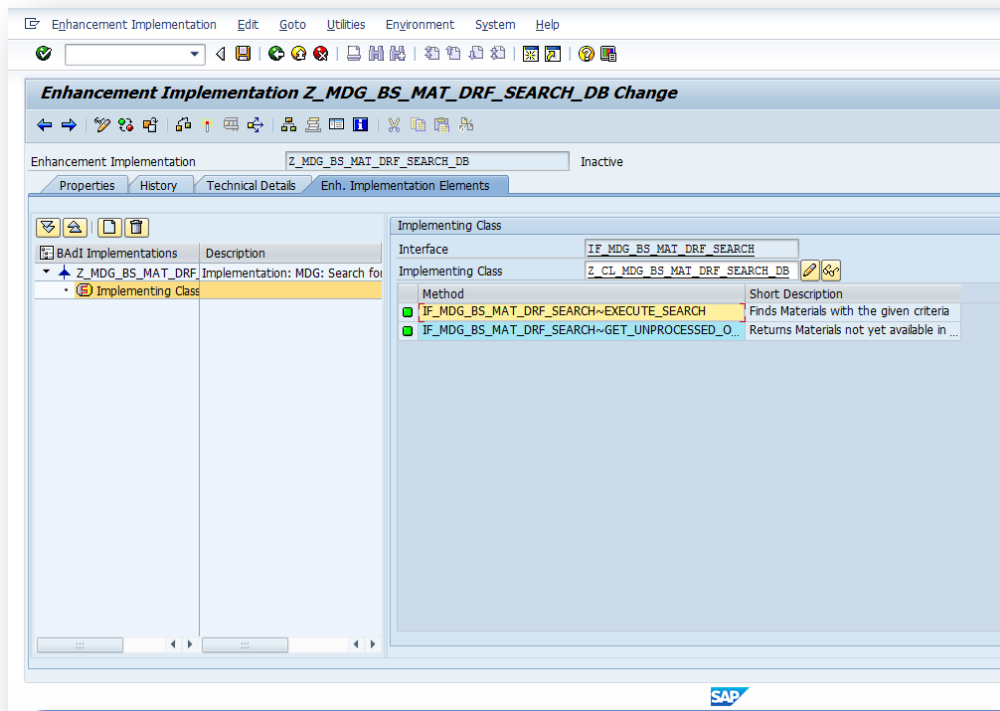 Enhancement Implementation Edit Goto Utilities Environment System Help
Enhancement Implementation Z_MDG_BS_MAT_DRF_SEARCH_DB Change
Enhancement Implementation Z_MDG_BS_MAT_DRF_SEARCH_DB Inactive
Properties History Technical Details Enh. Implementation Elements
BAdI Implementations Description
Z_MDG_BS_MAT_DRF_ Implementation: MDG: Search for
Implementing Class
Implementing Class
Interface IF_MDG_BS_MAT_DRF_SEARCH
Implementing Class Z_CL_MDG_BS_MAT_DRF_SEARCH_DB
Method Short Description
IF_MDG_BS_MAT_DRF_SEARCH~EXECUTE_SEARCH Finds Materials with the given criteria
IF_MDG_BS_MAT_DRF_SEARCH~GET_UNPROCESSED_O... Returns Materials not yet available in ...
SAP